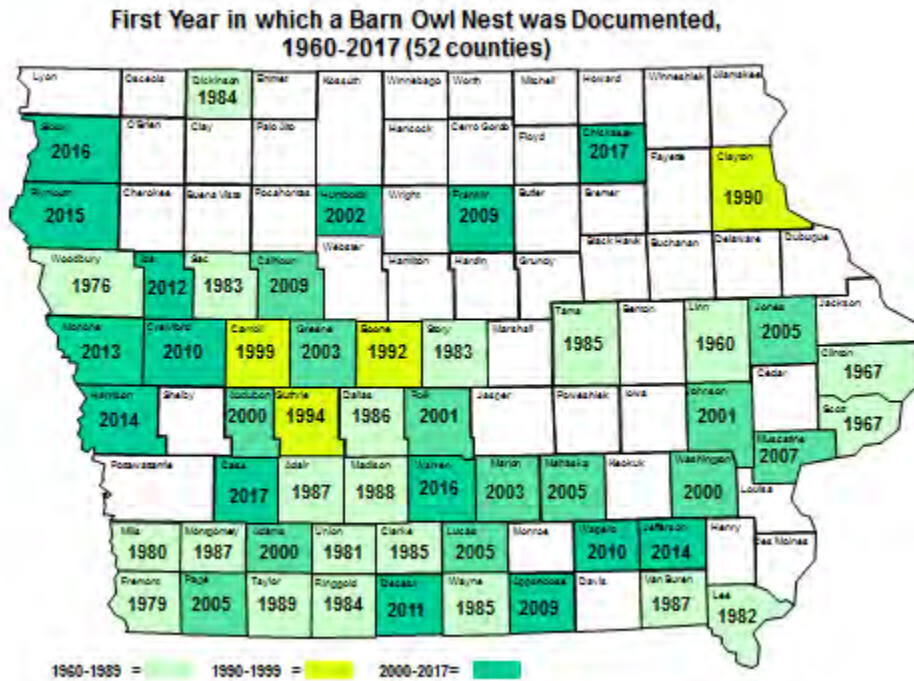 First Year in which a Barn Owl Nest was Documented,
1960-2017 (52 counties)
Lyon Osceola Dickinson Emmet Kossuth Winnebago Worth Mitchell Howard Winneshiek Allamakee
1984
Sioux O'Brien Clay Palo Alto Hancock Cerro Gordo Floyd Chickasaw Fayette Clayton
2016 2017 1990
Plymouth Cherokee Buena Vista Pocahontas Humboldt Wright Franklin Butler Bremer
2015 2002 2009
Woodbury Ida Sac Calhoun Webster Hamilton Hardin Grundy Black Hawk Buchanan Delaware Dubuque
1976 2012 1983 2009
Monona Crawford Carroll Greene Boone Story Marshall Tama Benton Linn Jones Jackson
2013 2010 1999 2003 1992 1983 1985 1960 2005
Clinton
1967
Harrison Shelby Audubon Guthrie Dallas Polk Jasper Poweshiek Iowa Johnson Cedar Scott
2014 2000 1994 1986 2001 2001 1967
Muscatine
2007
Cass Adair Madison Warren Marion Mahaska Keokuk Washington Louisa
2017 1987 1988 2016 2003 2005 2000
Mills Montgomery Adams Union Clarke Lucas Monroe Wapello Jefferson Henry Des Moines
1980 1987 2000 1981 1985 2005 2010 2014
Fremont Page Taylor Ringgold Decatur Wayne Appanoose Davis Van Buren Lee
1979 2005 1989 1984 2011 1985 2009 1987 1982
1960-1989 = 1990-1999 = 2000-2017=